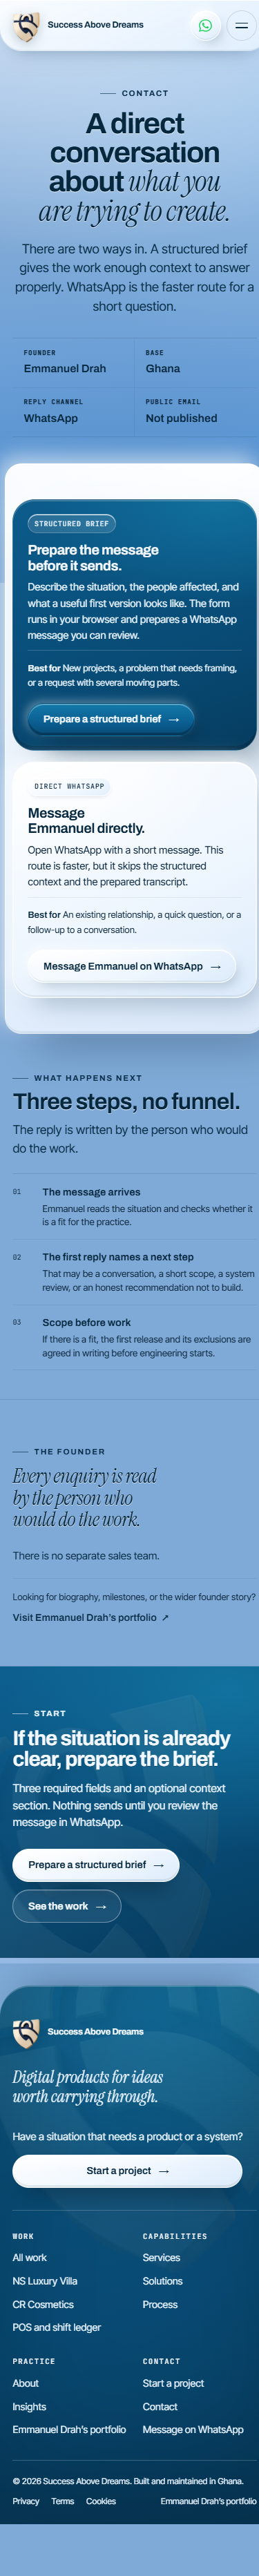 Success Above Dreams
CONTACT
A direct
conversation
about what you
are trying to create.
There are two ways in. A structured brief
gives the work enough context to answer
properly. WhatsApp is the faster route for a
short question.
FOUNDER
Emmanuel Drah
BASE
Ghana
REPLY CHANNEL
WhatsApp
PUBLIC EMAIL
Not published
STRUCTURED BRIEF
Prepare the message
before it sends.
Describe the situation, the people affected, and
what a useful first version looks like. The form
runs in your browser and prepares a WhatsApp
message you can review.
Best for New projects, a problem that needs framing,
or a request with several moving parts.
Prepare a structured brief →
DIRECT WHATSAPP
Message
Emmanuel directly.
Open WhatsApp with a short message. This
route is faster, but it skips the structured
context and the prepared transcript.
Best for An existing relationship, a quick question, or a
follow-up to a conversation.
Message Emmanuel on WhatsApp →
WHAT HAPPENS NEXT
Three steps, no funnel.
The reply is written by the person who would
do the work.
01 The message arrives
Emmanuel reads the situation and checks whether it
is a fit for the practice.
02 The first reply names a next step
That may be a conversation, a short scope, a system
review, or an honest recommendation not to build.
03 Scope before work
If there is a fit, the first release and its exclusions are
agreed in writing before engineering starts.
THE FOUNDER
Every enquiry is read
by the person who
would do the work.
There is no separate sales team.
Looking for biography, milestones, or the wider founder story?
Visit Emmanuel Drah's portfolio ↗
START
If the situation is already
clear, prepare the brief.
Three required fields and an optional context
section. Nothing sends until you review the
message in WhatsApp.
Prepare a structured brief →
See the work →
Success Above Dreams
Digital products for ideas
worth carrying through.
Have a situation that needs a product or a system?
Start a project →
WORK
All work
NS Luxury Villa
CR Cosmetics
POS and shift ledger
CAPABILITIES
Services
Solutions
Process
PRACTICE
About
Insights
Emmanuel Drah's portfolio
CONTACT
Start a project
Contact
Message on WhatsApp
© 2026 Success Above Dreams. Built and maintained in Ghana.
Privacy Terms Cookies Emmanuel Drah's portfolio